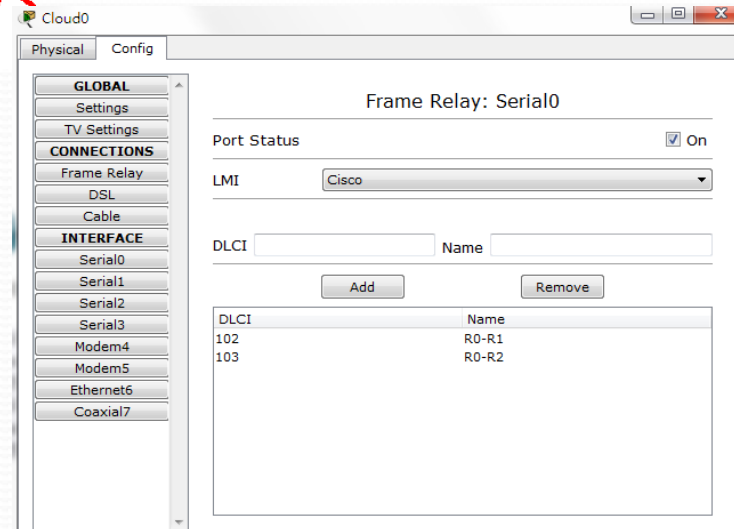 Cloud0
Physical Config
GLOBAL
Settings
TV Settings
CONNECTIONS
Frame Relay
DSL
Cable
INTERFACE
Serial0
Serial1
Serial2
Serial3
Modem4
Modem5
Ethernet6
Coaxial7
Frame Relay: Serial0
Port Status On
LMI Cisco
DLCI Name
Add Remove
DLCI Name
102 R0-R1
103 R0-R2